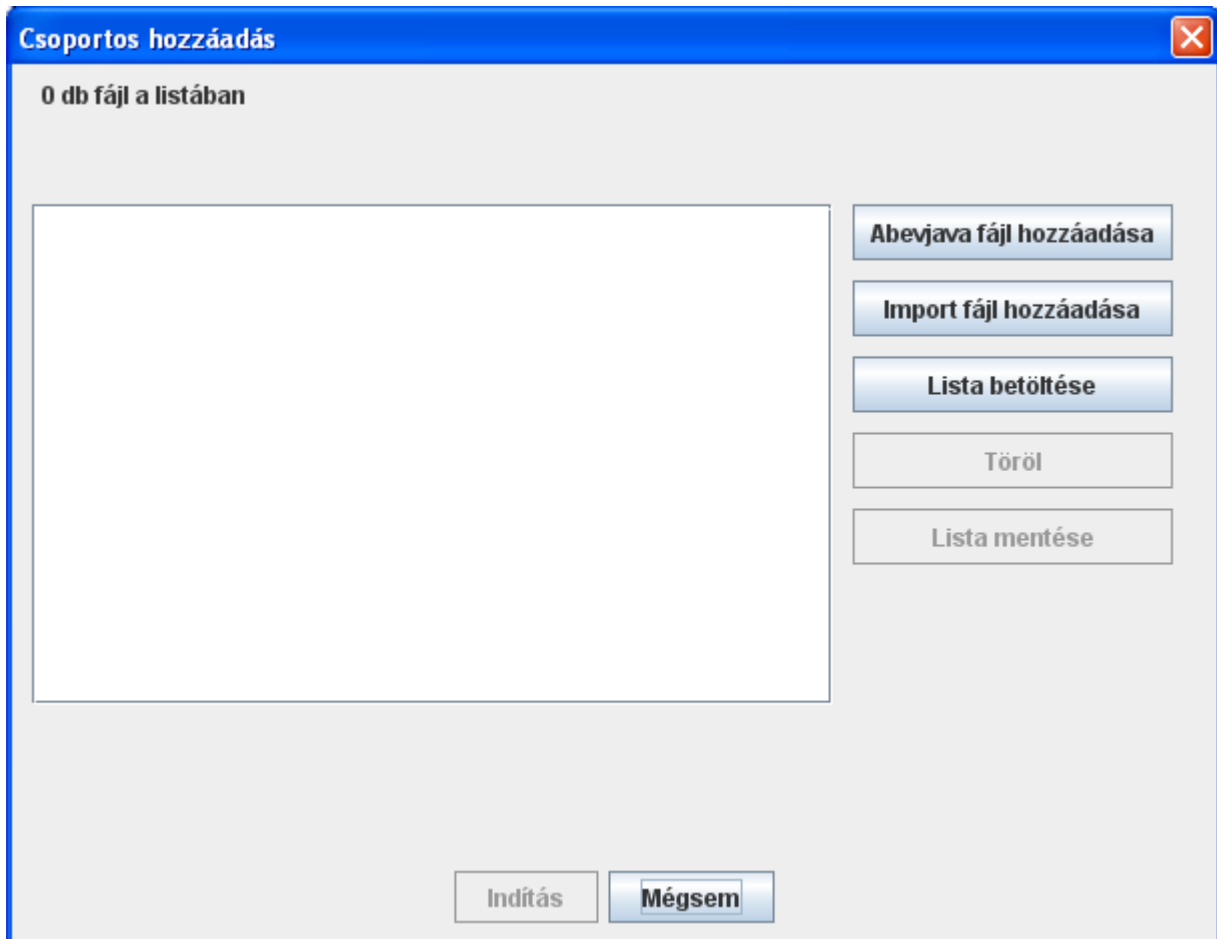 Csoportos hozzáadás
0 db fájl a listában
Abevjava fájl hozzáadása
Import fájl hozzáadása
Lista betöltése
Töröl
Lista mentése
Indítás
Mégsem